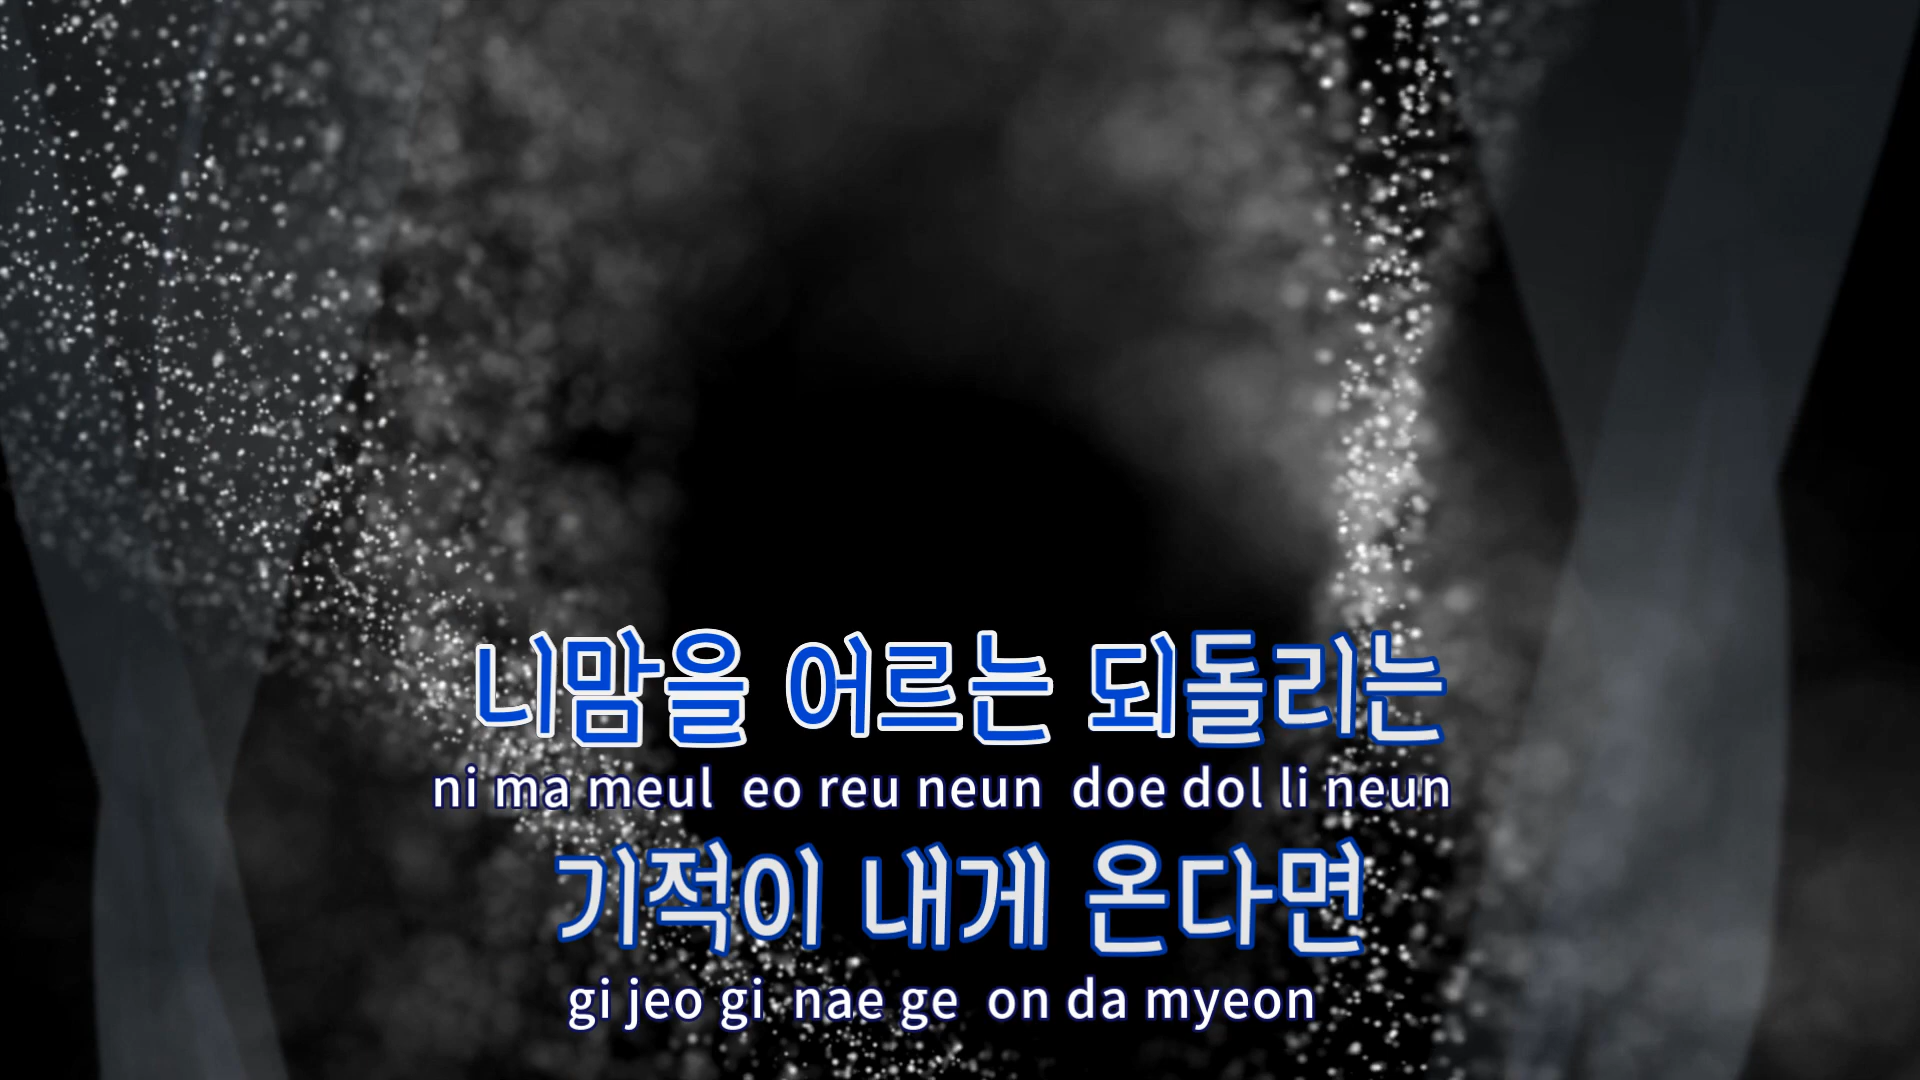 니맘을 어르는 되돌리는
ni ma meul eo reu neun doe dol li neun
기적이 내게 온다면
gi jeo gi nae ge on da myeon